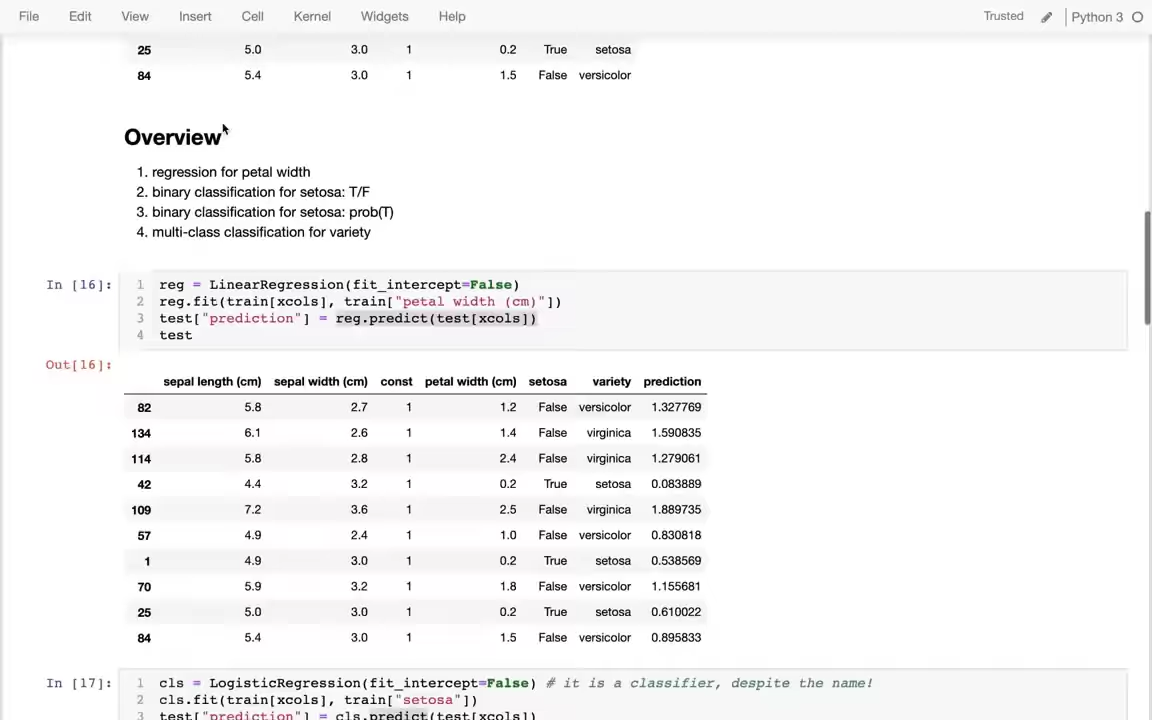 File Edit View Insert Cell Kernel Widgets Help Trusted Python 3
25 5.0 3.0 1 0.2 True setosa
84 5.4 3.0 1 1.5 False versicolor
Overview
1. regression for petal width
2. binary classification for setosa: T/F
3. binary classification for setosa: prob(T)
4. multi-class classification for variety
In [16]: 1 reg = LinearRegression(fit_intercept=False)
2 reg.fit(train[xcols], train["petal width (cm)"])
3 test["prediction"] = reg.predict(test[xcols])
4 test
Out[16]:
sepal length (cm) sepal width (cm) const petal width (cm) setosa variety prediction
82 5.8 2.7 1 1.2 False versicolor 1.327769
134 6.1 2.6 1 1.4 False virginica 1.590835
114 5.8 2.8 1 2.4 False virginica 1.279061
42 4.4 3.2 1 0.2 True setosa 0.083889
109 7.2 3.6 1 2.5 False virginica 1.889735
57 4.9 2.4 1 1.0 False versicolor 0.830818
1 4.9 3.0 1 0.2 True setosa 0.538569
70 5.9 3.2 1 1.8 False versicolor 1.155681
25 5.0 3.0 1 0.2 True setosa 0.610022
84 5.4 3.0 1 1.5 False versicolor 0.895833
In [17]: 1 cls = LogisticRegression(fit_intercept=False) # it is a classifier, despite the name!
2 cls.fit(train[xcols], train["setosa"])
3 test["prediction"] = cls.predict(test[xcols])